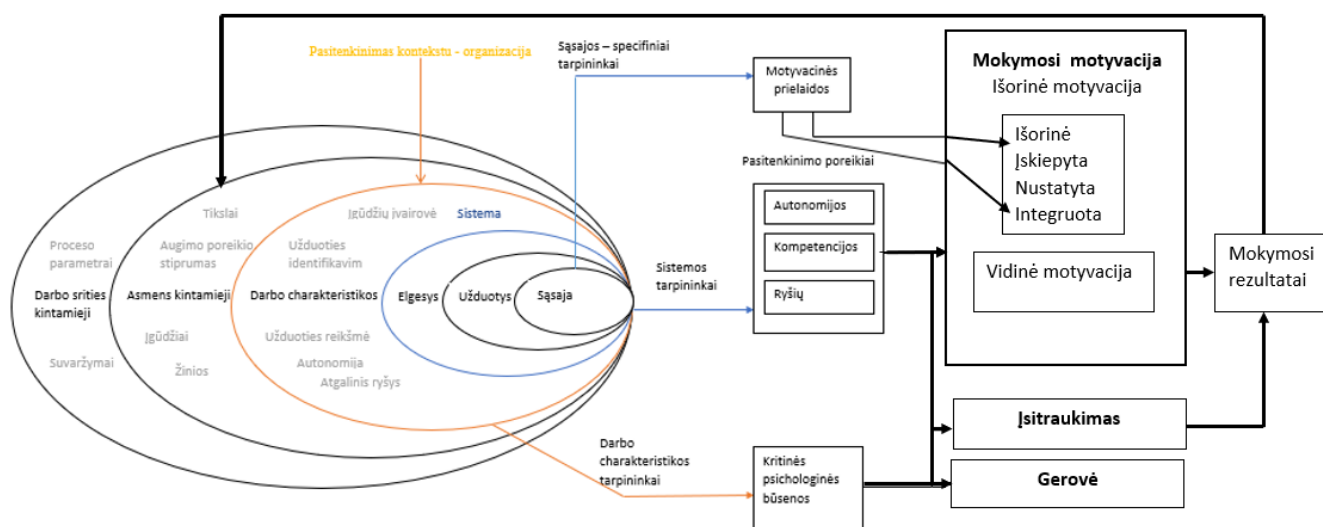 Pasitenkinimas kontekstu - organizacija
Sąsajos – specifiniai
tarpininkai
Motyvacinės
prielaidos
Mokymosi motyvacija
Išorinė motyvacija
Išorinė
Įskiepyta
Nustatyta
Integruota
Vidinė motyvacija
Pasitenkinimo poreikiai
Autonomijos
Kompetencijos
Ryšių
Sistemos
tarpininkai
Mokymosi
rezultatai
Tikslai
Įgūdžių įvairovė
Sistema
Proceso
parametrai
Augimo poreikio
stiprumas
Užduoties
identifikavim
Darbo srities
kintamieji
Asmens kintamieji
Darbo charakteristikos
Elgesys
Užduotys
Sąsaja
Suvaržymai
Įgūdžiai
Žinios
Užduoties reikšmė
Autonomija
Atgalinis ryšys
Darbo
charakteristikos
tarpininkai
Kritinės
psichologinės
būsenos
Įsitraukimas
Gerovė